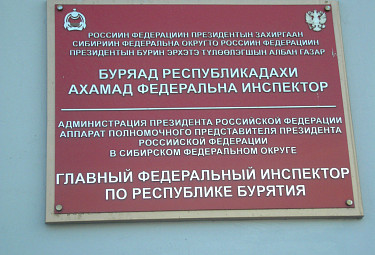 РОССИИН ФЕДЕРАЦИИН ПРЕЗИДЕНТЫН ЗАХИРГААН
СИБИРИИН ФЕДЕРАЛЬНА ОКРУГТО РОССИИН ФЕДЕРАЦИИН
ПРЕЗИДЕНТЫН БҮРИН ЭРХЭТЭ ТҮЛӨӨЛЭГШЫН АЛБАН ГАЗАР
БУРЯАД РЕСПУБЛИКАДАХИ
АХАМАД ФЕДЕРАЛЬНА ИНСПЕКТОР
АДМИНИСТРАЦИЯ ПРЕЗИДЕНТА РОССИЙСКОЙ ФЕДЕРАЦИИ
АППАРАТ ПОЛНОМОЧНОГО ПРЕДСТАВИТЕЛЯ ПРЕЗИДЕНТА
РОССИЙСКОЙ ФЕДЕРАЦИИ
В СИБИРСКОМ ФЕДЕРАЛЬНОМ ОКРУГЕ
ГЛАВНЫЙ ФЕДЕРАЛЬНЫЙ ИНСПЕКТОР
ПО РЕСПУБЛИКЕ БУРЯТИЯ